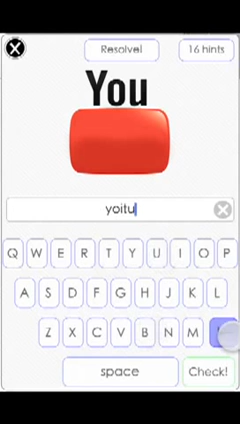 Resolve!
16 hints
You
yoitu
Q W E R T Y U I O P
A S D F G H J K L
Z X C V B N M
space
Check!